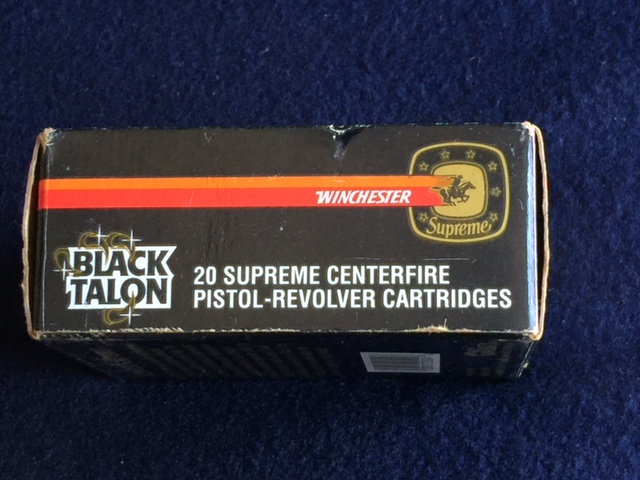 WINCHESTER
Supreme
BLACK
TALON
20 SUPREME CENTERFIRE
PISTOL-REVOLVER CARTRIDGES